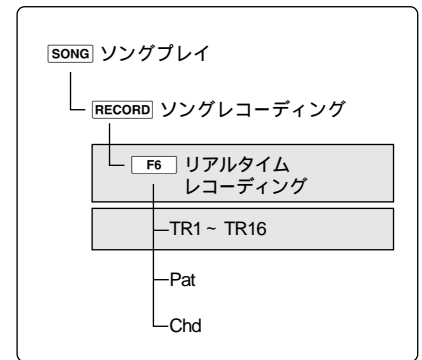 SONG ソングプレイ
RECORD ソングレコーディング
F6 リアルタイム
レコーディング
TR1 ~ TR16
Pat
Chd